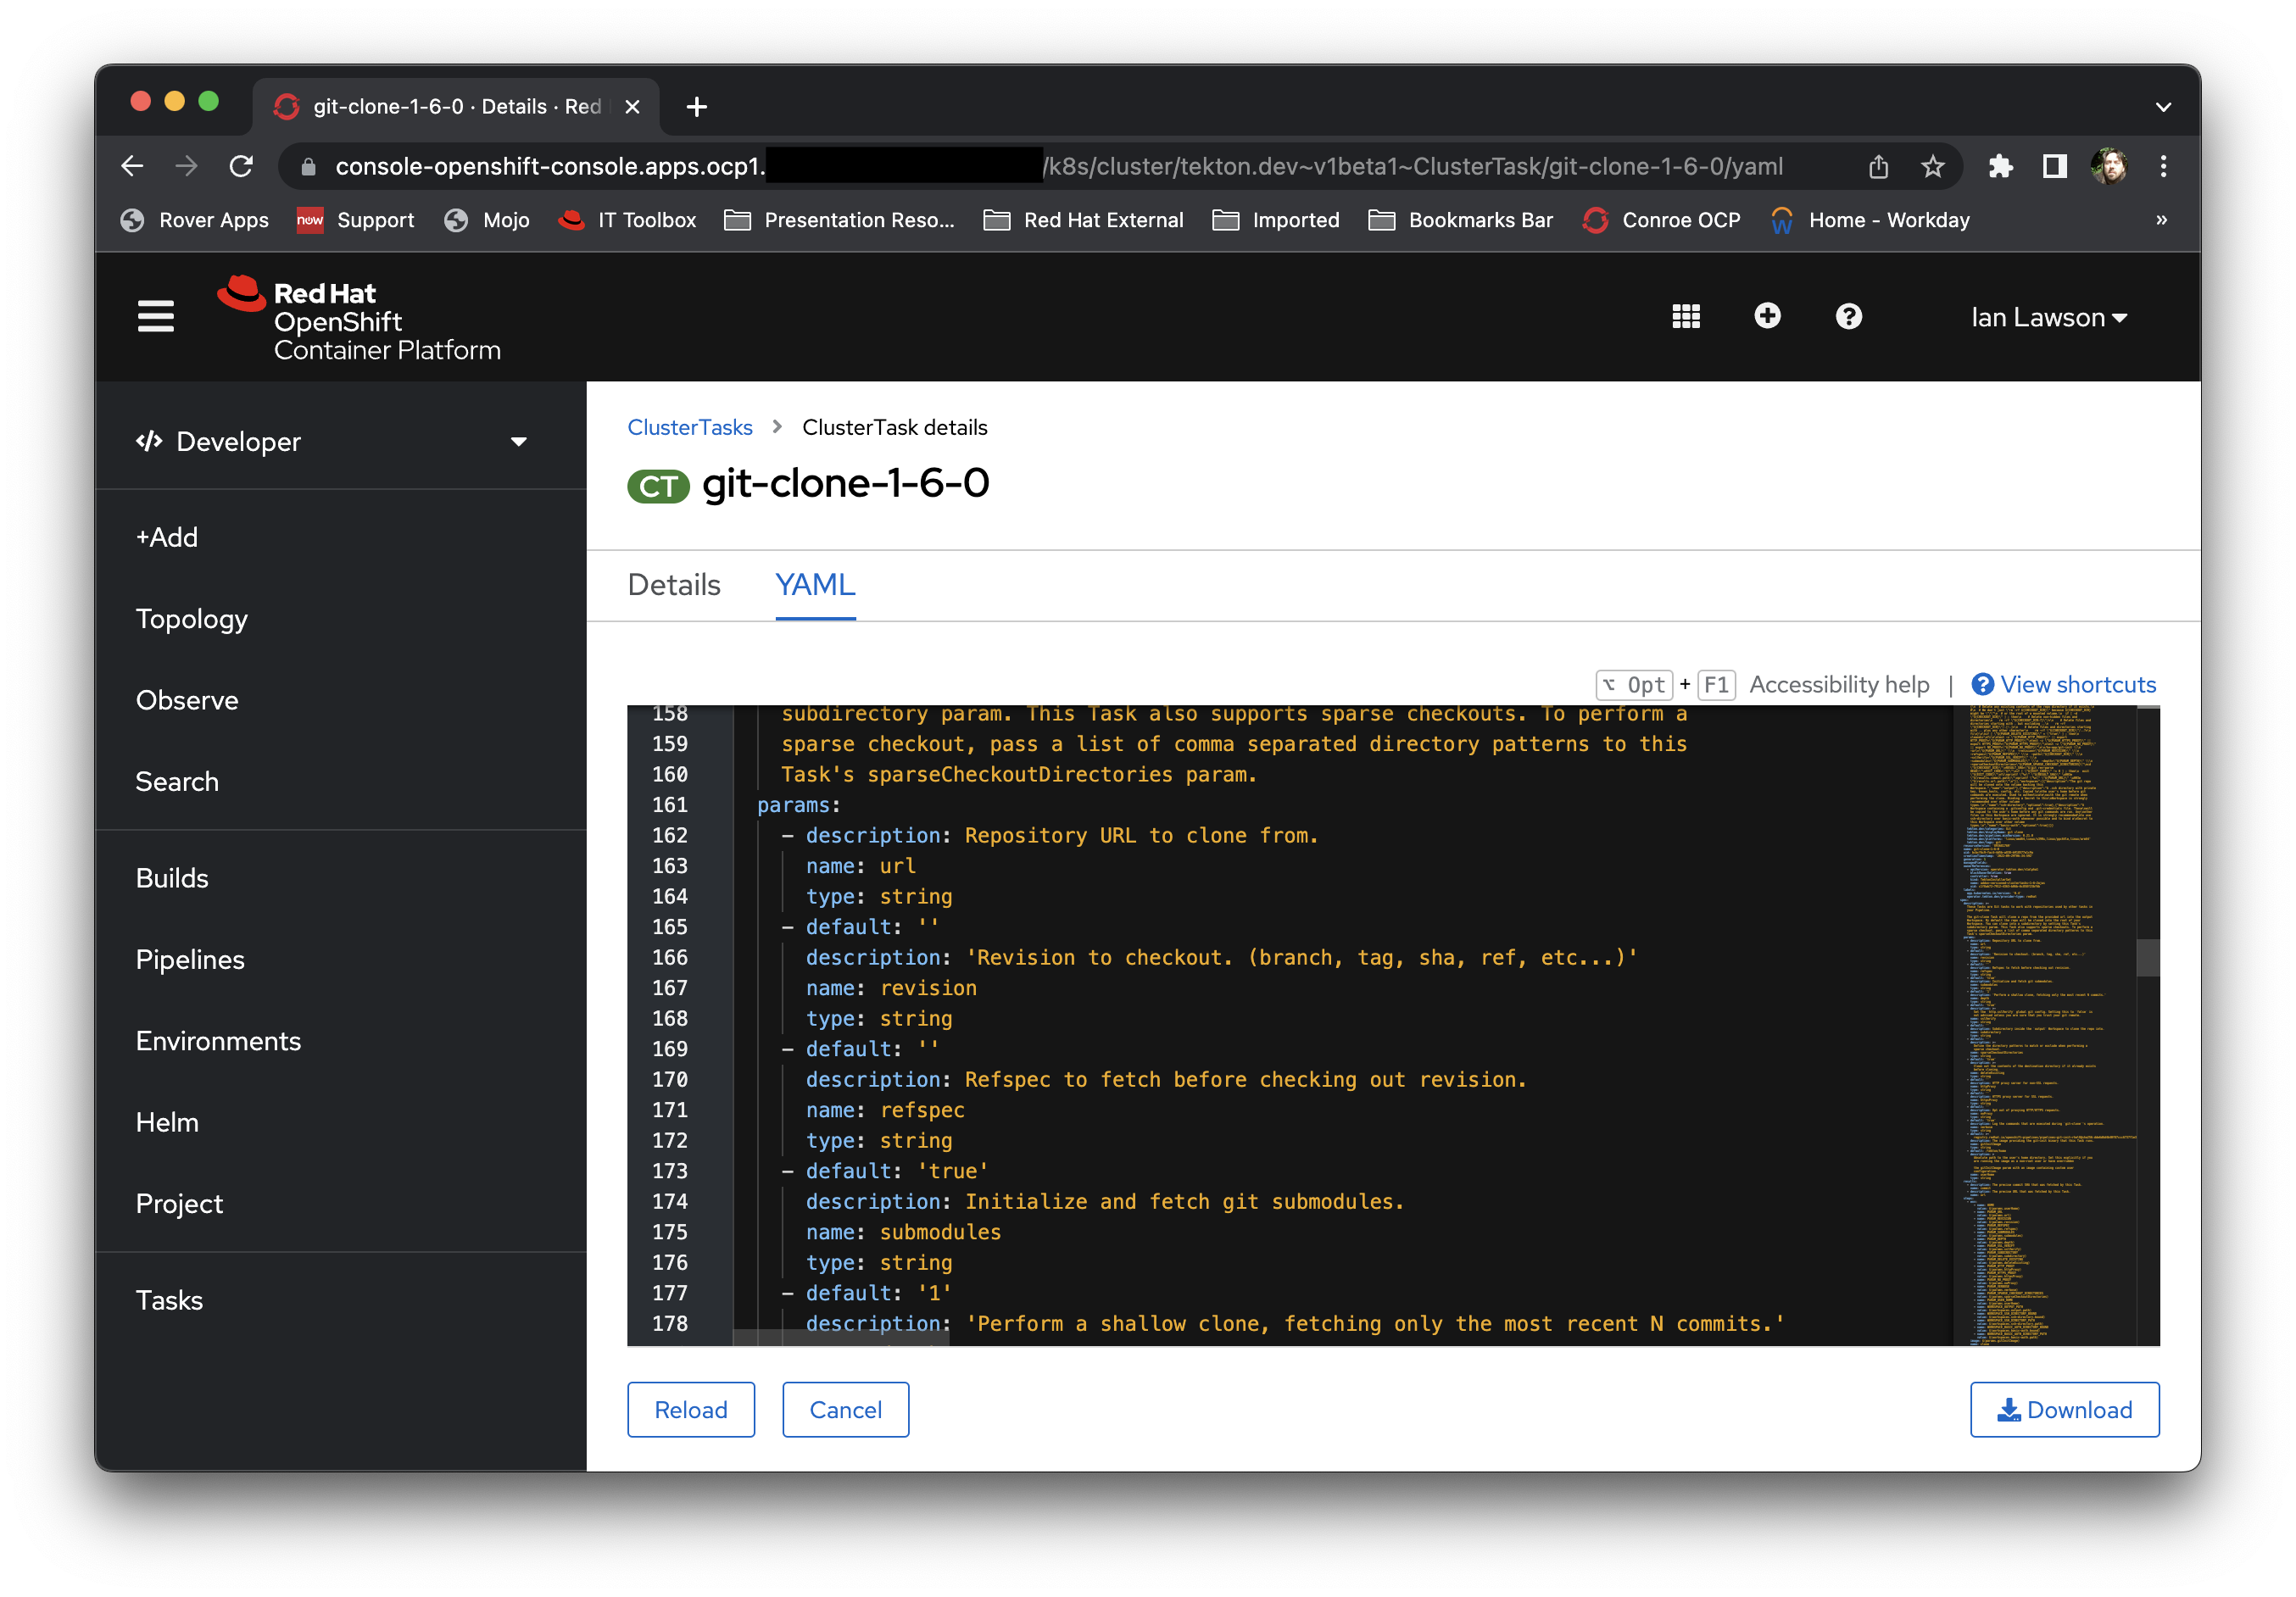 git-clone-1-6-0 · Details · Red
console-openshift-console.apps.ocp1.
/k8s/cluster/tekton.dev~v1beta1~ClusterTask/git-clone-1-6-0/yaml
Rover Apps
now Support
Mojo
IT Toolbox
Presentation Reso...
Red Hat External
Imported
Bookmarks Bar
Conroe OCP
Home - Workday
»
Red Hat
OpenShift
Container Platform
Ian Lawson
Developer
+Add
Topology
Observe
Search
Builds
Pipelines
Environments
Helm
Project
Tasks
ClusterTasks > ClusterTask details
CT git-clone-1-6-0
Details YAML
⌥ Opt + F1 Accessibility help | View shortcuts
158 subdirectory param. This Task also supports sparse checkouts. To perform a
159 sparse checkout, pass a list of comma separated directory patterns to this
160 Task's sparseCheckoutDirectories param.
161 params:
162 - description: Repository URL to clone from.
163 name: url
164 type: string
165 - default: ''
166 description: 'Revision to checkout. (branch, tag, sha, ref, etc...)'
167 name: revision
168 type: string
169 - default: ''
170 description: Refspec to fetch before checking out revision.
171 name: refspec
172 type: string
173 - default: 'true'
174 description: Initialize and fetch git submodules.
175 name: submodules
176 type: string
177 - default: '1'
178 description: 'Perform a shallow clone, fetching only the most recent N commits.'
Reload
Cancel
Download